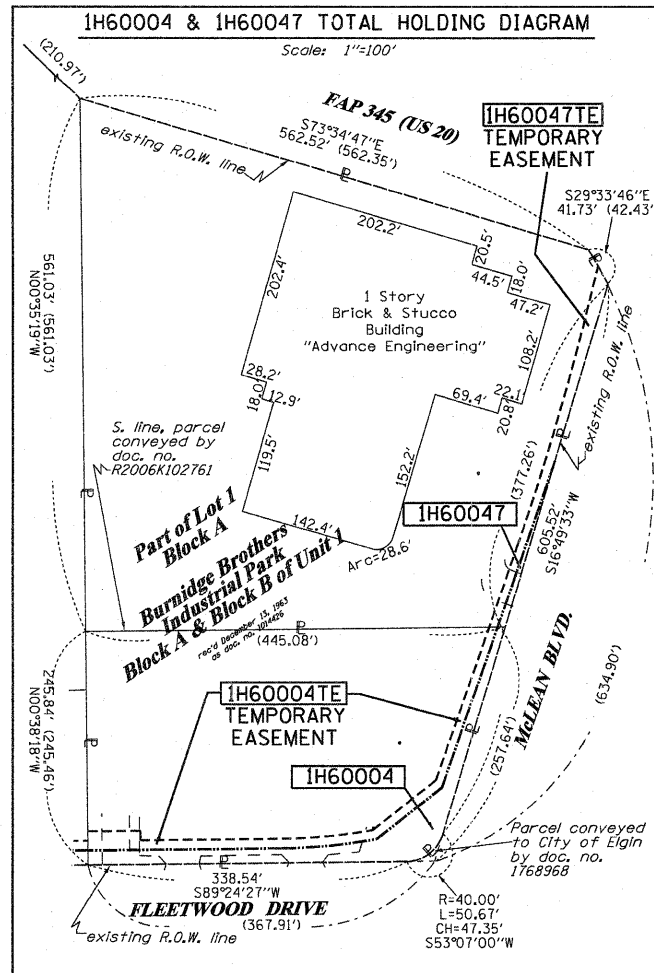 1H60004 & 1H60047 TOTAL HOLDING DIAGRAM
Scale: 1"=100'
(210.97')
FAP 345 (US 20)
S73°34'47"E
562.52' (562.35')
existing R.O.W. line
1H60047TE
TEMPORARY
EASEMENT
S29°33'46"E
41.73' (42.43'
202.2'
20.5'
44.5'
18.0'
47.2'
202.4'
1 Story
Brick & Stucco
Building
"Advance Engineering"
108.2'
561.03' (561.03')
N00°35'19"W
28.2'
18.0'
12.9'
69.4'
22.1'
20.8'
existing R.O.W. line
S. line, parcel
conveyed by
doc. no.
R2006K102761
119.5'
152.2'
142.4'
Arc=28.6'
(377.26')
605.52'
S16°49'33"W
1H60047
Part of Lot 1
Block A
Burnidge Brothers
Industrial Park
Block A & Block B of Unit 1
rec'd December 13, 1963
as doc. no. 1014426
(445.08')
McLEAN BLVD.
(634.90')
245.84' (245.46')
N00°38'18"W
1H60004TE
TEMPORARY
EASEMENT
(257.64')
1H60004
Parcel conveyed
to City of Elgin
by doc. no.
1768968
338.54'
S89°24'27"W
FLEETWOOD DRIVE
(367.91')
existing R.O.W. line
R=40.00'
L=50.67'
CH=47.35'
S53°07'00"W